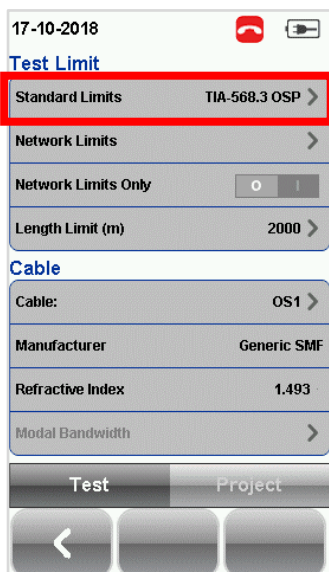 17-10-2018
Test Limit
Standard Limits TIA-568.3 OSP
Network Limits
Network Limits Only O I
Length Limit (m) 2000
Cable
Cable: OS1
Manufacturer Generic SMF
Refractive Index 1.493
Modal Bandwidth
Test Project